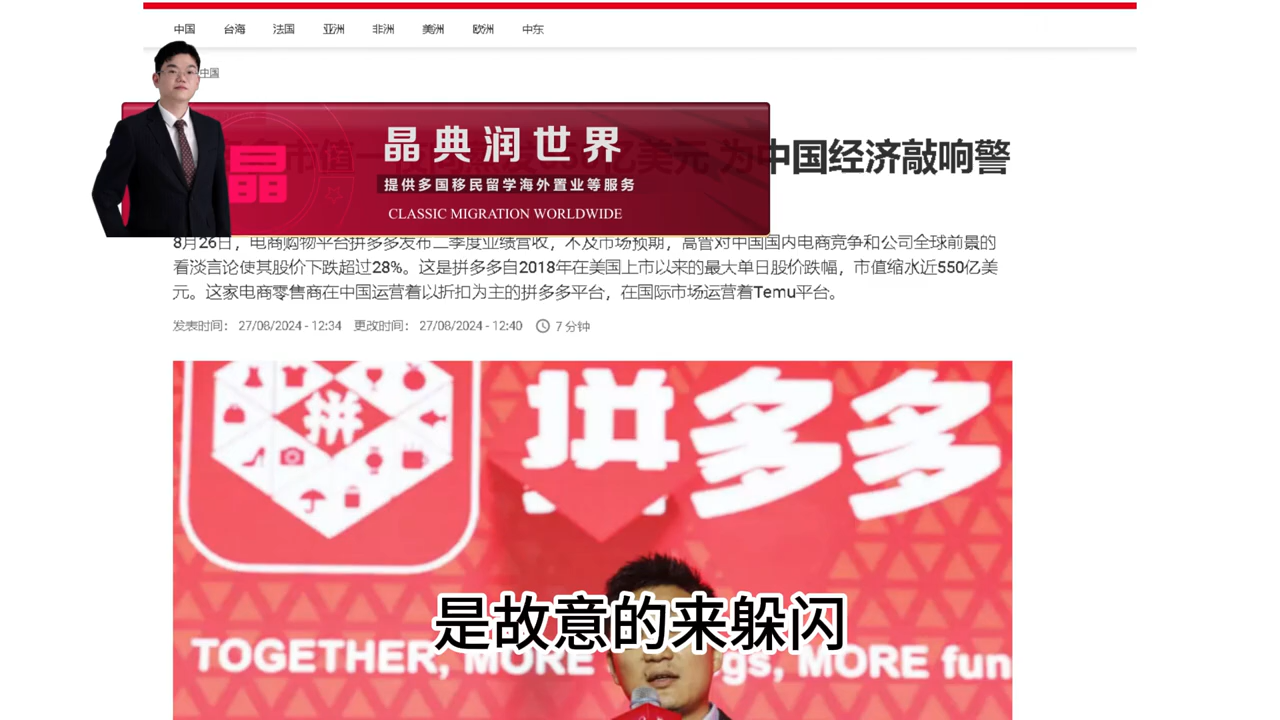 中国 台海 法国 亚洲 非洲 美洲 欧洲 中东
中国
晶
晶典润世界
提供多国移民留学海外置业等服务
CLASSIC MIGRATION WORLDWIDE
市值一 亿美元 为中国经济敲响警
8月26日，电商购物平台拼多多发布二季度业绩营收，不及市场预期，高管对中国国内电商竞争和公司全球前景的
看淡言论使其股价下跌超过28%。这是拼多多自2018年在美国上市以来的最大单日股价跌幅，市值缩水近550亿美
元。这家电商零售商在中国运营着以折扣为主的拼多多平台，在国际市场运营着Temu平台。
发表时间： 27/08/2024 - 12:34 更改时间： 27/08/2024 - 12:40 7 分钟
拼
拼多多
TOGETHER, MORE gs, MORE fun
是故意的来躲闪